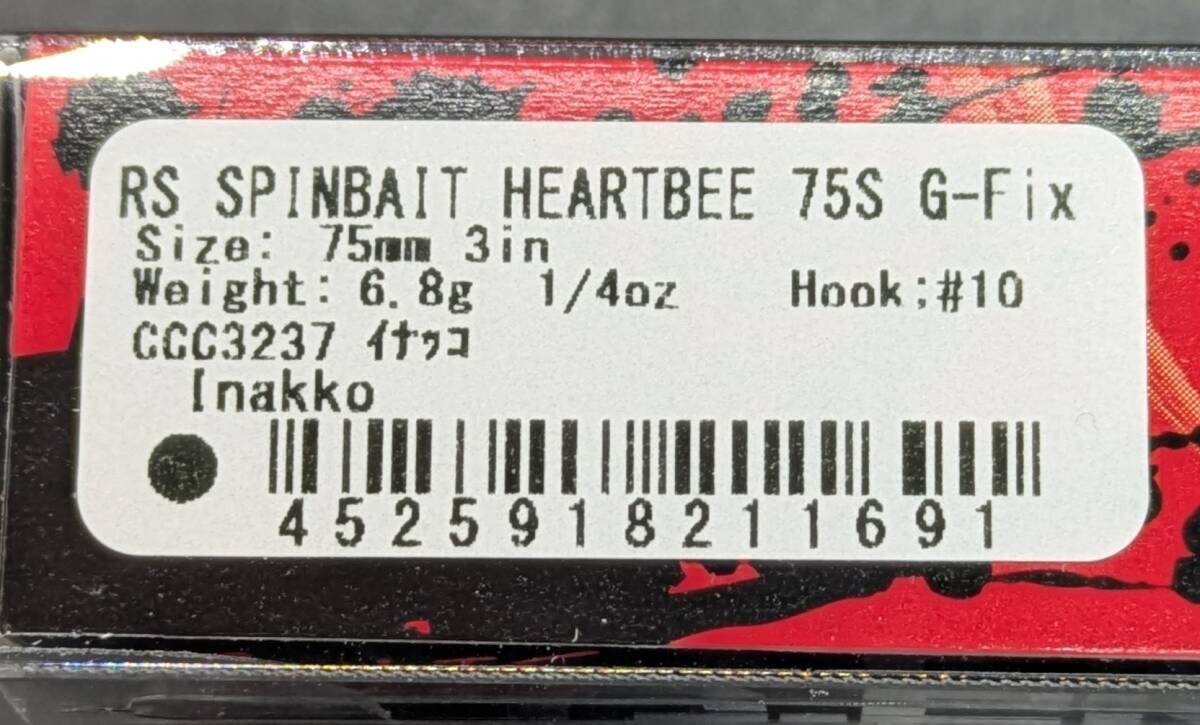 RS SPINBAIT HEARTBEE 75S G-Fix
Size: 75mm 3in
Weight: 6.8g 1/4oz Hook;#10
CCC3237 ｲﾅｯｺ
Inakko
4525918211691